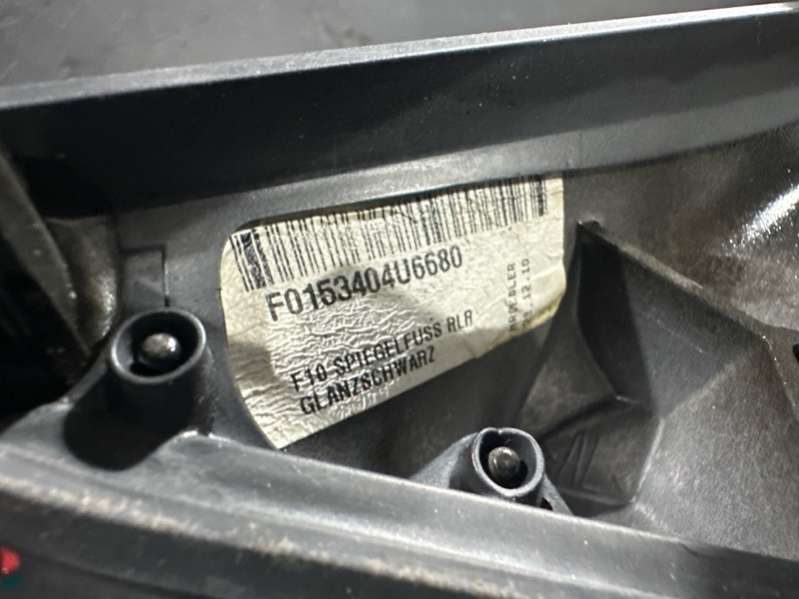 F0153404U6680
F10 SPIEGELFUSS RLR
GLANZSCHWARZ